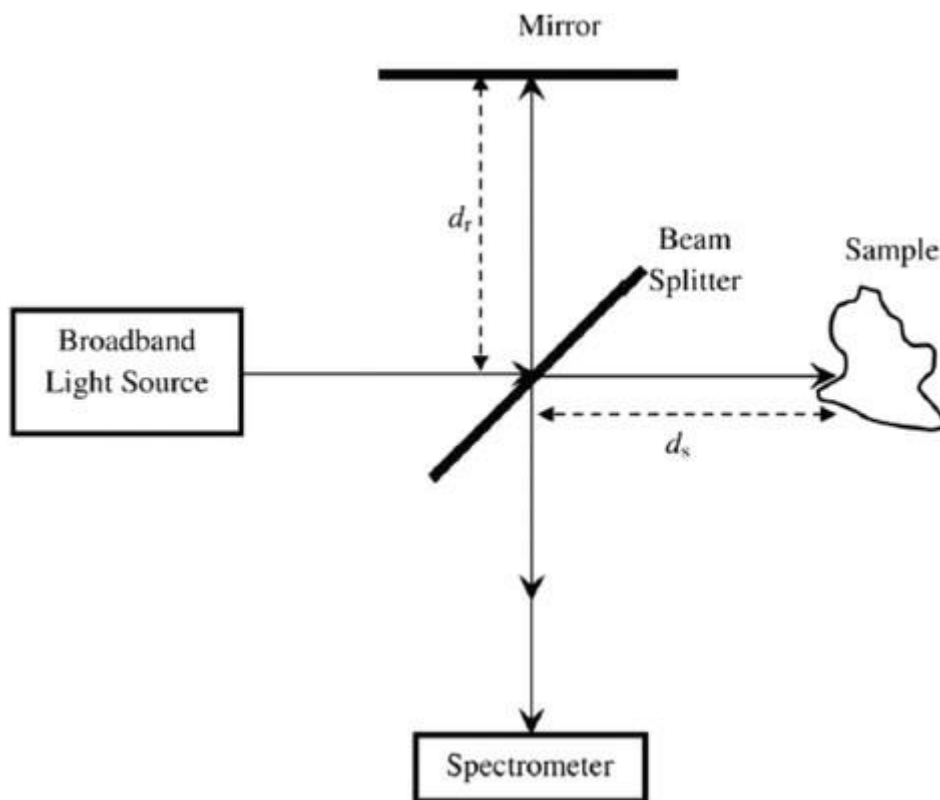 Mirror
d_r
Beam
Splitter
Sample
Broadband
Light Source
d_s
Spectrometer